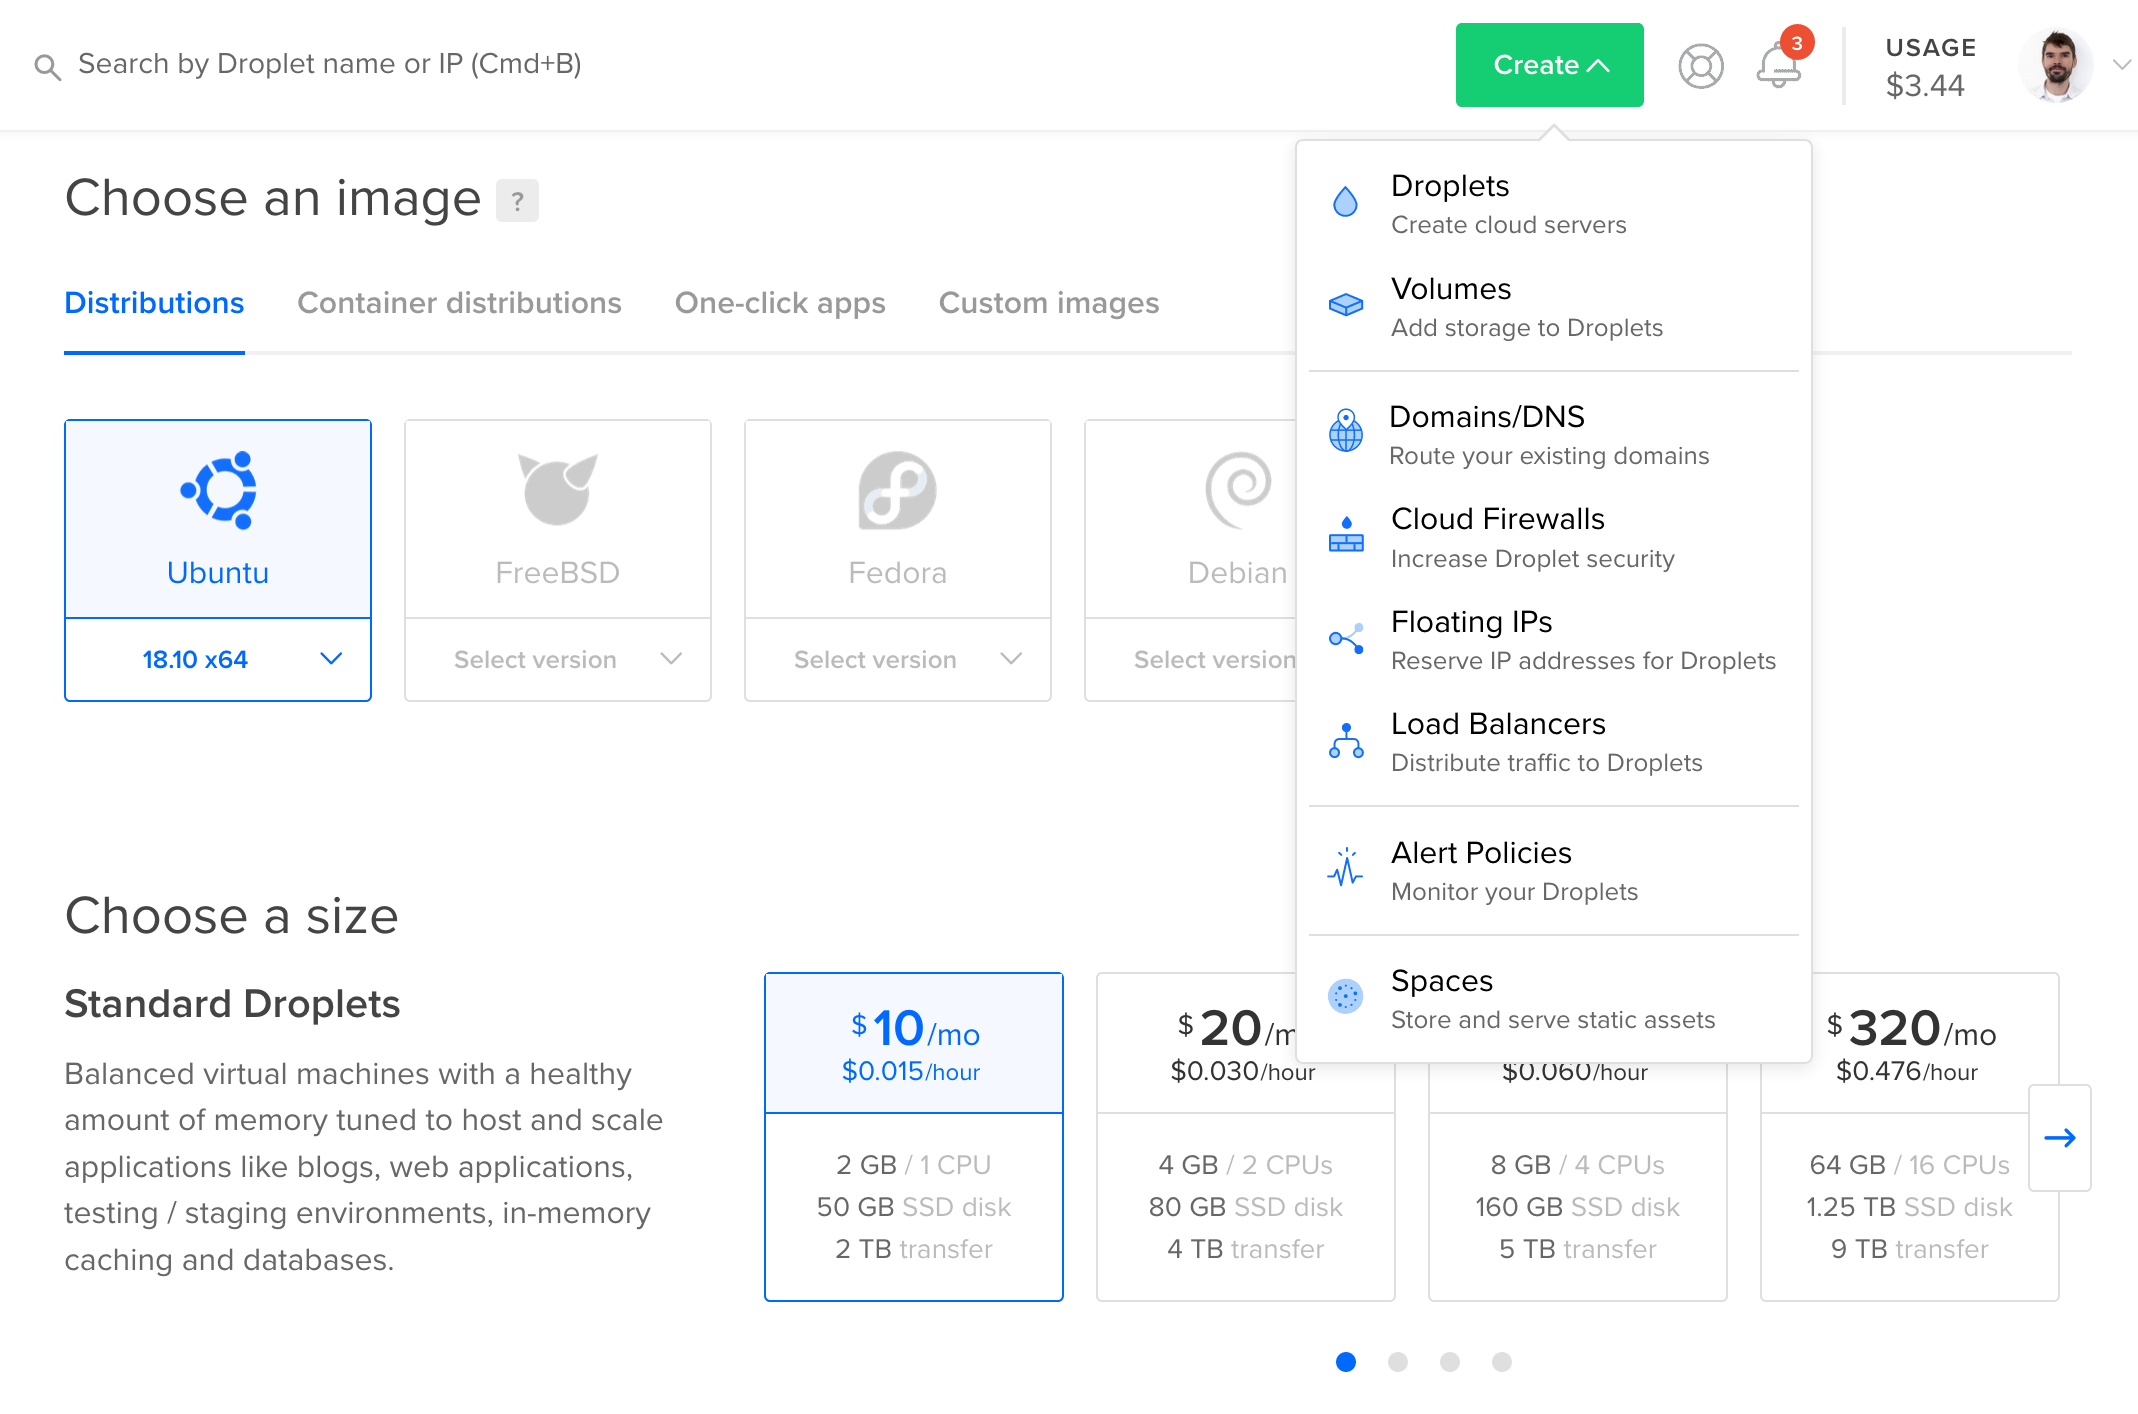 Search by Droplet name or IP (Cmd+B)
Create
3
USAGE
$3.44
Choose an image
?
Distributions
Container distributions
One-click apps
Custom images
Ubuntu
18.10 x64
FreeBSD
Select version
Fedora
Select version
Debian
Select version
Droplets
Create cloud servers
Volumes
Add storage to Droplets
Domains/DNS
Route your existing domains
Cloud Firewalls
Increase Droplet security
Floating IPs
Reserve IP addresses for Droplets
Load Balancers
Distribute traffic to Droplets
Alert Policies
Monitor your Droplets
Spaces
Store and serve static assets
Choose a size
Standard Droplets
Balanced virtual machines with a healthy
amount of memory tuned to host and scale
applications like blogs, web applications,
testing / staging environments, in-memory
caching and databases.
$10/mo
$0.015/hour
2 GB / 1 CPU
50 GB SSD disk
2 TB transfer
$20/m
$0.030/hour
4 GB / 2 CPUs
80 GB SSD disk
4 TB transfer
$0.060/hour
8 GB / 4 CPUs
160 GB SSD disk
5 TB transfer
$320/mo
$0.476/hour
64 GB / 16 CPUs
1.25 TB SSD disk
9 TB transfer